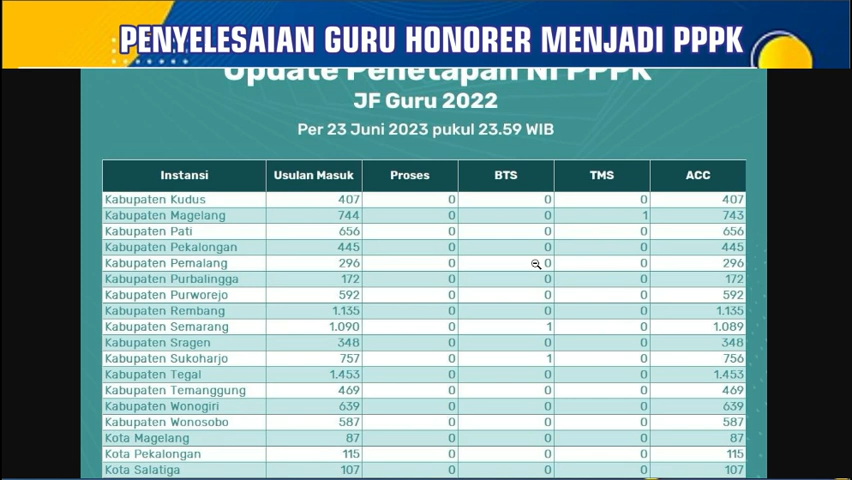 PENYELESAIAN GURU HONORER MENJADI PPPK
Update Penetapan NI PPPK
JF Guru 2022
Per 23 Juni 2023 pukul 23.59 WIB
Instansi Usulan Masuk Proses BTS TMS ACC
Kabupaten Kudus 407 0 0 0 407
Kabupaten Magelang 744 0 0 1 743
Kabupaten Pati 656 0 0 0 656
Kabupaten Pekalongan 445 0 0 0 445
Kabupaten Pemalang 296 0 0 0 296
Kabupaten Purbalingga 172 0 0 0 172
Kabupaten Purworejo 592 0 0 0 592
Kabupaten Rembang 1.135 0 0 0 1.135
Kabupaten Semarang 1.090 0 1 0 1.089
Kabupaten Sragen 348 0 0 0 348
Kabupaten Sukoharjo 757 0 1 0 756
Kabupaten Tegal 1.453 0 0 0 1.453
Kabupaten Temanggung 469 0 0 0 469
Kabupaten Wonogiri 639 0 0 0 639
Kabupaten Wonosobo 587 0 0 0 587
Kota Magelang 87 0 0 0 87
Kota Pekalongan 115 0 0 0 115
Kota Salatiga 107 0 0 0 107